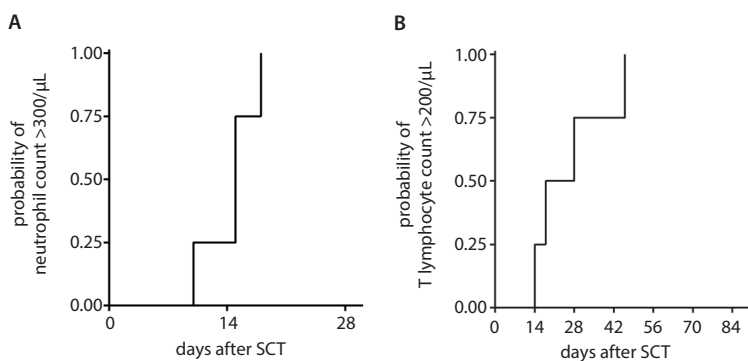 A
probability of
neutrophil count >300/µL
1.00
0.75
0.50
0.25
0.00
0 14 28
days after SCT
B
probability of
T lymphocyte count >200/µL
1.00
0.75
0.50
0.25
0.00
0 14 28 42 56 70 84
days after SCT